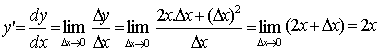 y' = dy/dx = lim_{Δx→0} Δy/Δx = lim_{Δx→0} (2x.Δx + (Δx)²)/Δx = lim_{Δx→0} (2x + Δx) = 2x